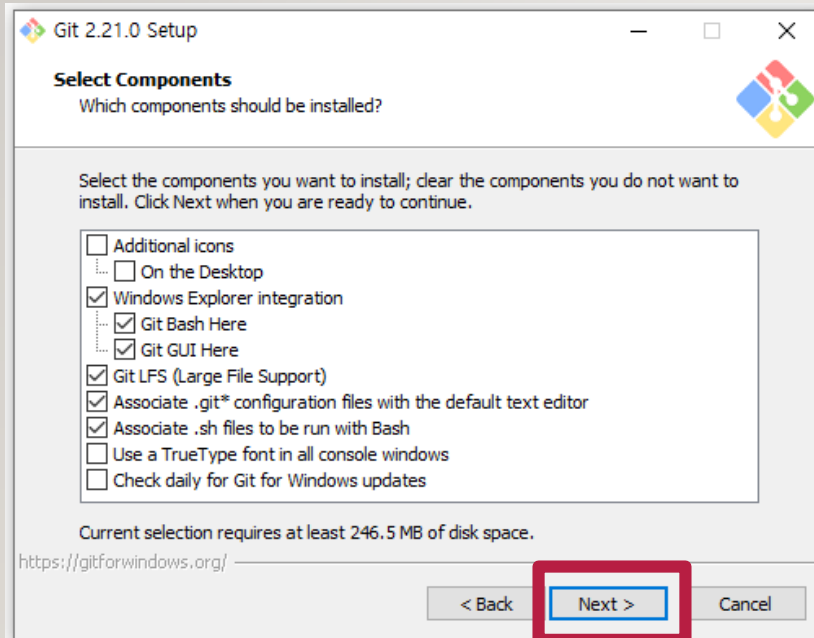 Git 2.21.0 Setup
Select Components
Which components should be installed?
Select the components you want to install; clear the components you do not want to
install. Click Next when you are ready to continue.
Additional icons
On the Desktop
Windows Explorer integration
Git Bash Here
Git GUI Here
Git LFS (Large File Support)
Associate .git* configuration files with the default text editor
Associate .sh files to be run with Bash
Use a TrueType font in all console windows
Check daily for Git for Windows updates
Current selection requires at least 246.5 MB of disk space.
https://gitforwindows.org/
< Back Next > Cancel